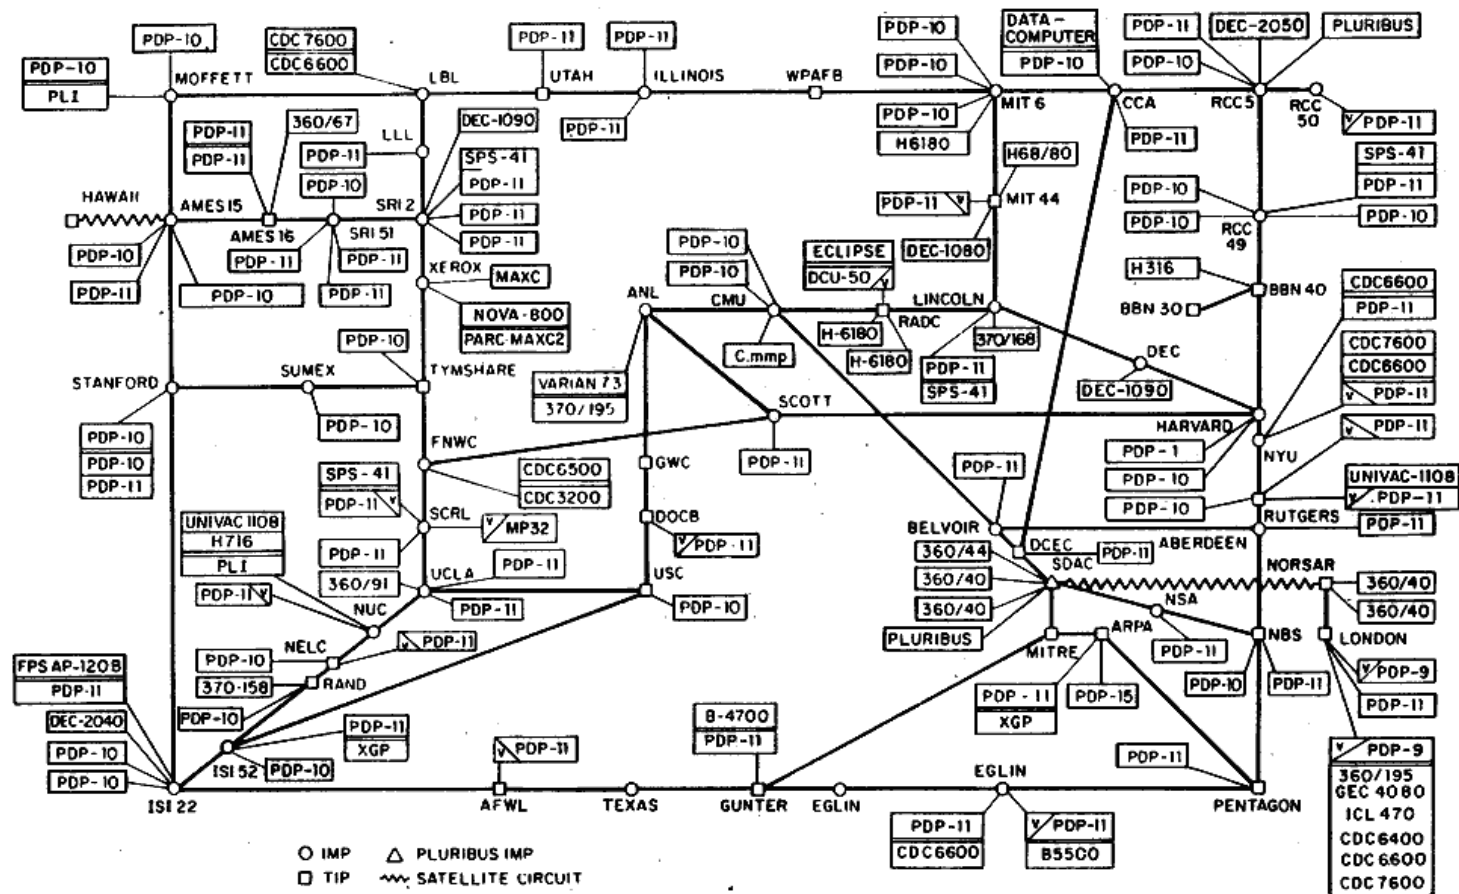 PDP-10
CDC 7600
CDC 6600
PDP-11
PDP-11
PDP-10
PDP-10
DATA-
COMPUTER
PDP-10
PDP-11
PDP-10
DEC-2050
PLURIBUS
PDP-10
PLI
MOFFETT
LBL
UTAH
ILLINOIS
WPAFB
MIT 6
CCA
RCC 5
RCC
50
PDP-11
PDP-11
360/67
LLL
PDP-11
DEC-1090
PDP-11
PDP-10
H6180
PDP-11
V PDP-11
PDP-10
SPS-41
PDP-11
H68/80
SPS-41
PDP-11
HAWAII
AMES 15
AMES 16
SRI 51
SRI 2
PDP-11
PDP-11
PDP-11 V
MIT 44
DEC-1080
PDP-10
PDP-10
PDP-10
RCC
49
PDP-10
PDP-11
PDP-10
PDP-11
PDP-11
PDP-11
XEROX
MAXC
NOVA-800
PARC-MAXC2
PDP-10
PDP-10
ECLIPSE
DCU-50 V
H316
BBN 40
BBN 30
CDC6600
PDP-11
PDP-10
ANL
CMU
RADC
LINCOLN
H-6180
H-6180
370/168
C.mmp
DEC
DEC-1090
CDC7600
CDC6600
V PDP-11
STANFORD
SUMEX
TYMSHARE
VARIAN 73
370/195
PDP-11
SPS-41
PDP-10
PDP-10
PDP-11
PDP-10
FNWC
SCOTT
PDP-11
HARVARD
NYU
PDP-1
PDP-10
V PDP-11
CDC6500
CDC3200
GWC
PDP-11
PDP-10
UNIVAC-1108
V PDP-11
PDP-11
RUTGERS
SPS-41
PDP-11 V
SCRL
V MP32
DOCB
V PDP-11
BELVOIR
ABERDEEN
UNIVAC 1108
H716
PLI
PDP-11
360/91
UCLA
PDP-11
PDP-11
USC
PDP-10
DCEC
PDP-11
SDAC
360/44
360/40
360/40
PLURIBUS
NORSAR
360/40
360/40
PDP-11 V
NUC
NSA
PDP-11
NBS
LONDON
NELC
V PDP-11
PDP-10
370-158
RAND
PDP-10
MITRE
ARPA
PDP-11
XGP
PDP-15
PDP-10
PDP-11
V PDP-9
PDP-11
FPS AP-120B
PDP-11
DEC-2040
PDP-10
PDP-10
ISI 22
ISI 52
PDP-11
XGP
PDP-10
V PDP-11
AFWL
TEXAS
B-4700
PDP-11
GUNTER
EGLIN
EGLIN
PDP-11
PENTAGON
PDP-11
CDC6600
V PDP-11
B5500
V PDP-9
360/195
GEC 4080
ICL 470
CDC6400
CDC6600
CDC7600
IMP
PLURIBUS IMP
TIP
SATELLITE CIRCUIT